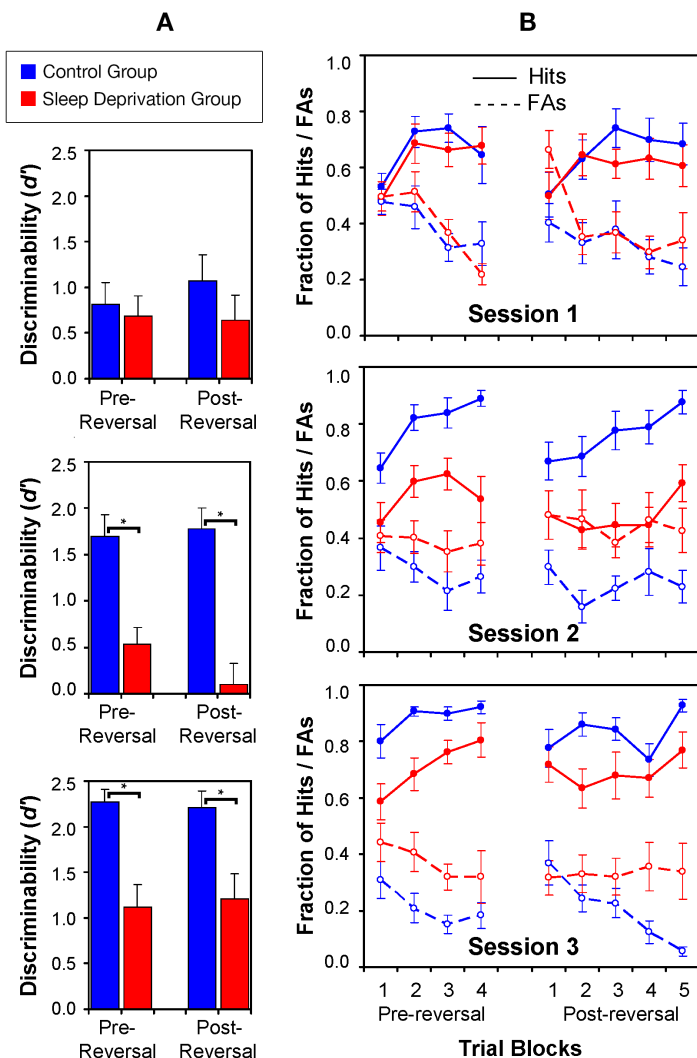 A
B
Control Group
Sleep Deprivation Group
Discriminability (d′)
2.5
2.0
1.5
1.0
0.5
0.0
Pre-
Reversal
Post-
Reversal
Discriminability (d′)
2.5
2.0
1.5
1.0
0.5
0.0
*
*
Pre-
Reversal
Post-
Reversal
Discriminability (d′)
2.5
2.0
1.5
1.0
0.5
0.0
*
*
Pre-
Reversal
Post-
Reversal
Fraction of Hits / FAs
1.0
0.8
0.6
0.4
0.2
0.0
Hits
FAs
Session 1
Fraction of Hits / FAs
1.0
0.8
0.6
0.4
0.2
0.0
Session 2
Fraction of Hits / FAs
1.0
0.8
0.6
0.4
0.2
0.0
Session 3
1 2 3 4 1 2 3 4 5
Pre-reversal Post-reversal
Trial Blocks